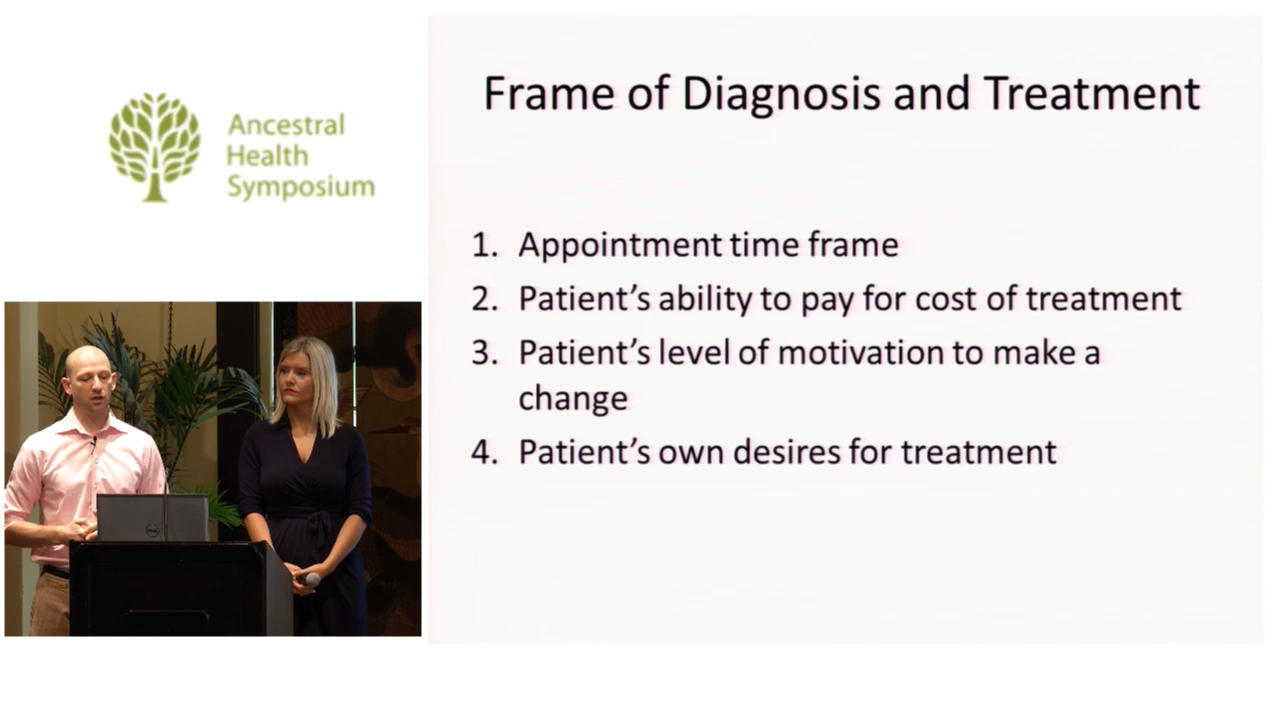 Ancestral
Health
Symposium
Frame of Diagnosis and Treatment
1. Appointment time frame
2. Patient's ability to pay for cost of treatment
3. Patient's level of motivation to make a
change
4. Patient's own desires for treatment
DELL